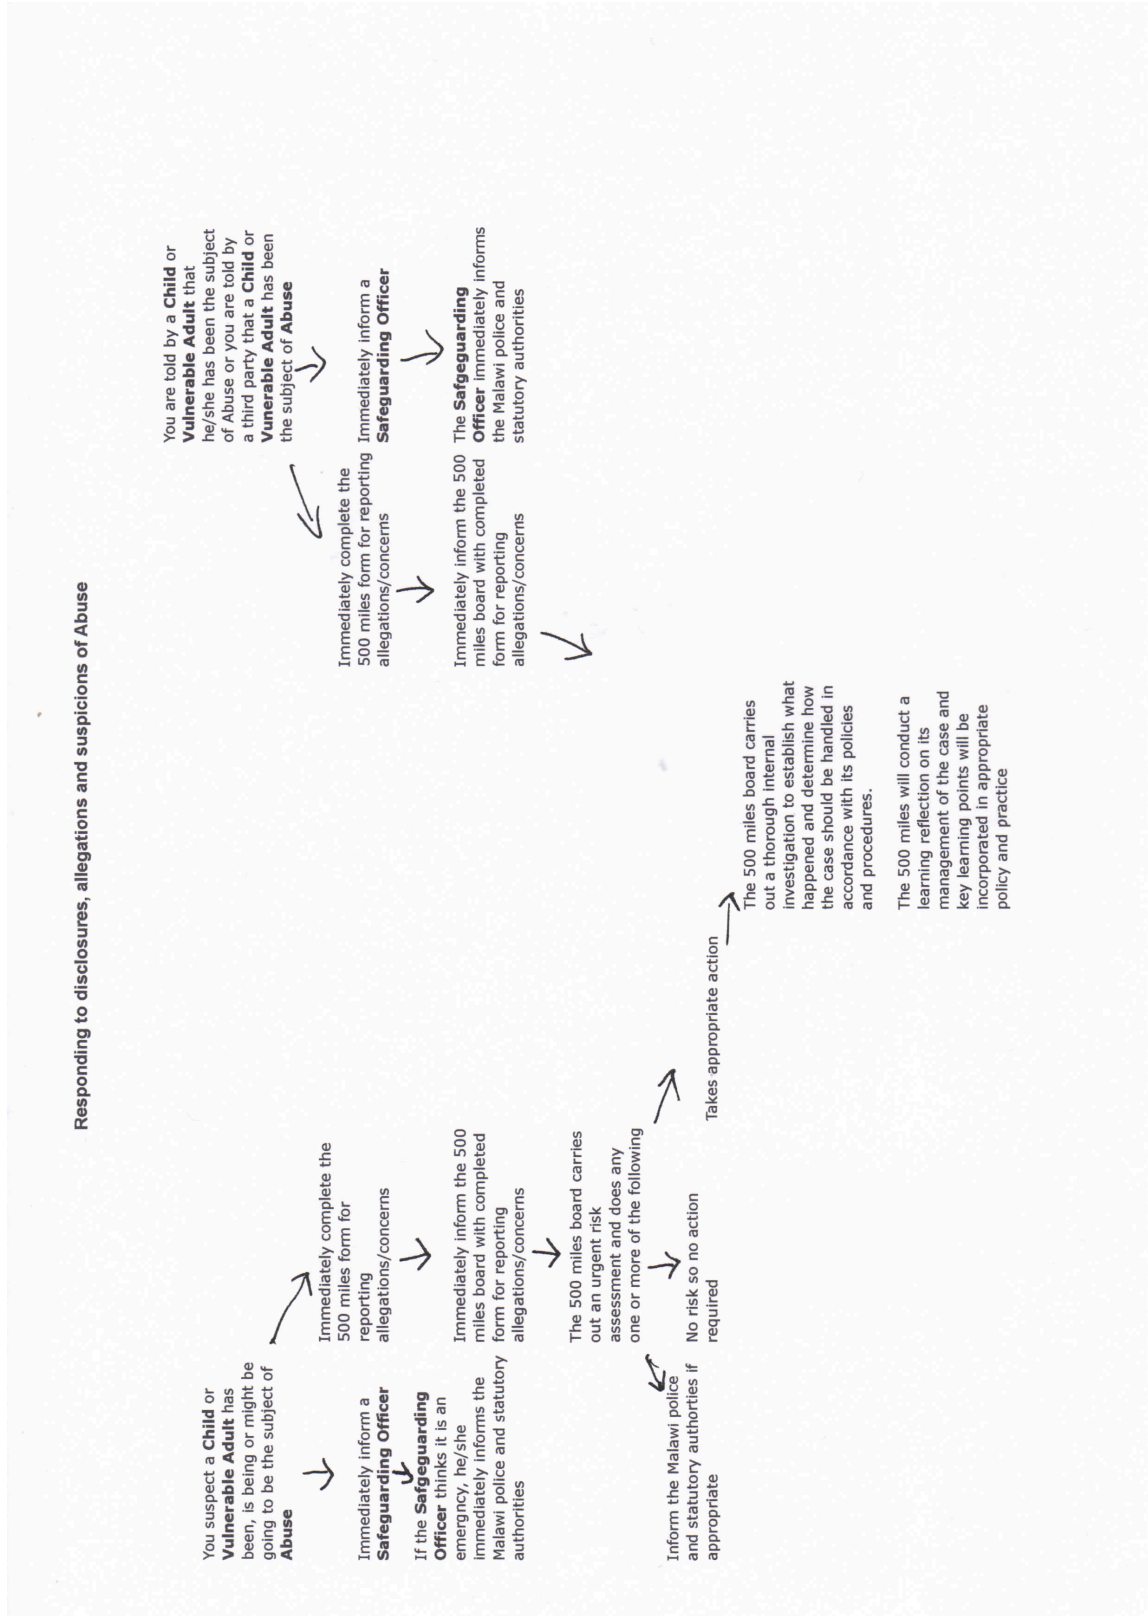 Responding to disclosures, allegations and suspicions of Abuse
You suspect a Child or
Vulnerable Adult has
been, is being or might be
going to be the subject of
Abuse
Immediately inform a
Safeguarding Officer
If the Safgeguarding
Officer thinks it is an
emergncy, he/she
immediately informs the
Malawi police and statutory
authorities
Immediately complete the
500 miles form for
reporting
allegations/concerns
Immediately inform the 500
miles board with completed
form for reporting
allegations/concerns
The 500 miles board carries
out an urgent risk
assessment and does any
one or more of the following
Inform the Malawi police
and statutory authorties if
appropriate
No risk so no action
required
Takes appropriate action
The 500 miles board carries
out a thorough internal
investigation to establish what
happened and determine how
the case should be handled in
accordance with its policies
and procedures.
The 500 miles will conduct a
learning reflection on its
management of the case and
key learning points will be
incorporated in appropriate
policy and practice
You are told by a Child or
Vulnerable Adult that
he/she has been the subject
of Abuse or you are told by
a third party that a Child or
Vunerable Adult has been
the subject of Abuse
Immediately complete the
500 miles form for reporting
allegations/concerns
Immediately inform the 500
miles board with completed
form for reporting
allegations/concerns
Immediately inform a
Safeguarding Officer
The Safgeguarding
Officer immediately informs
the Malawi police and
statutory authorities